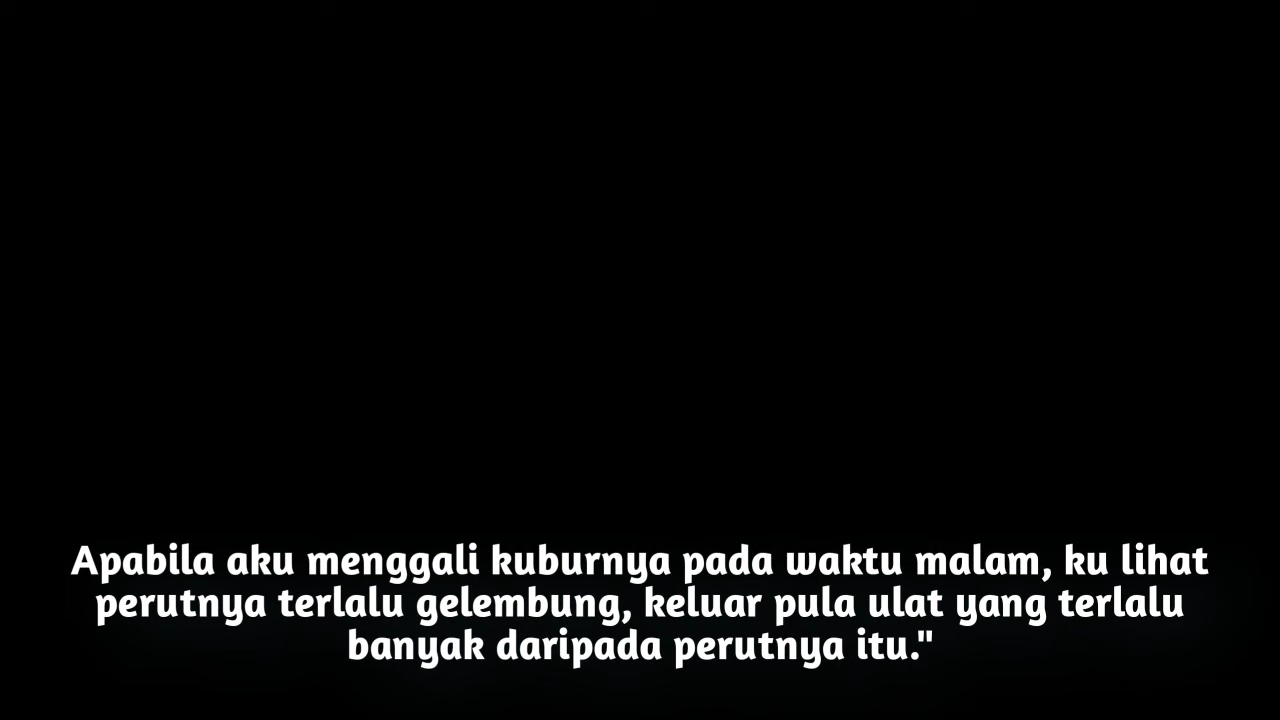 Apabila aku menggali kuburnya pada waktu malam, ku lihat
perutnya terlalu gelembung, keluar pula ulat yang terlalu
banyak daripada perutnya itu."